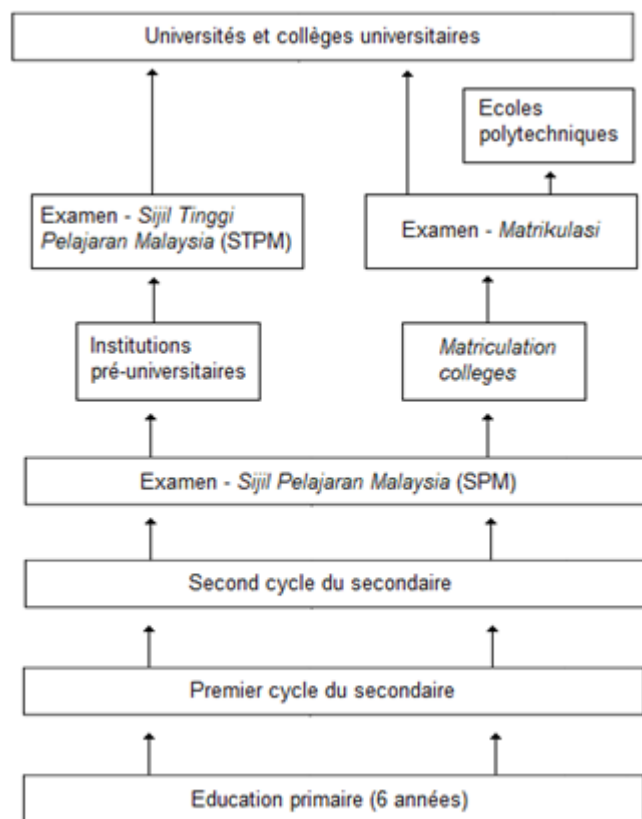 Universités et collèges universitaires
Ecoles
polytechniques
Examen - Sijil Tinggi
Pelajaran Malaysia (STPM)
Examen - Matrikulasi
Institutions
pré-universitaires
Matriculation
colleges
Examen - Sijil Pelajaran Malaysia (SPM)
Second cycle du secondaire
Premier cycle du secondaire
Education primaire (6 années)